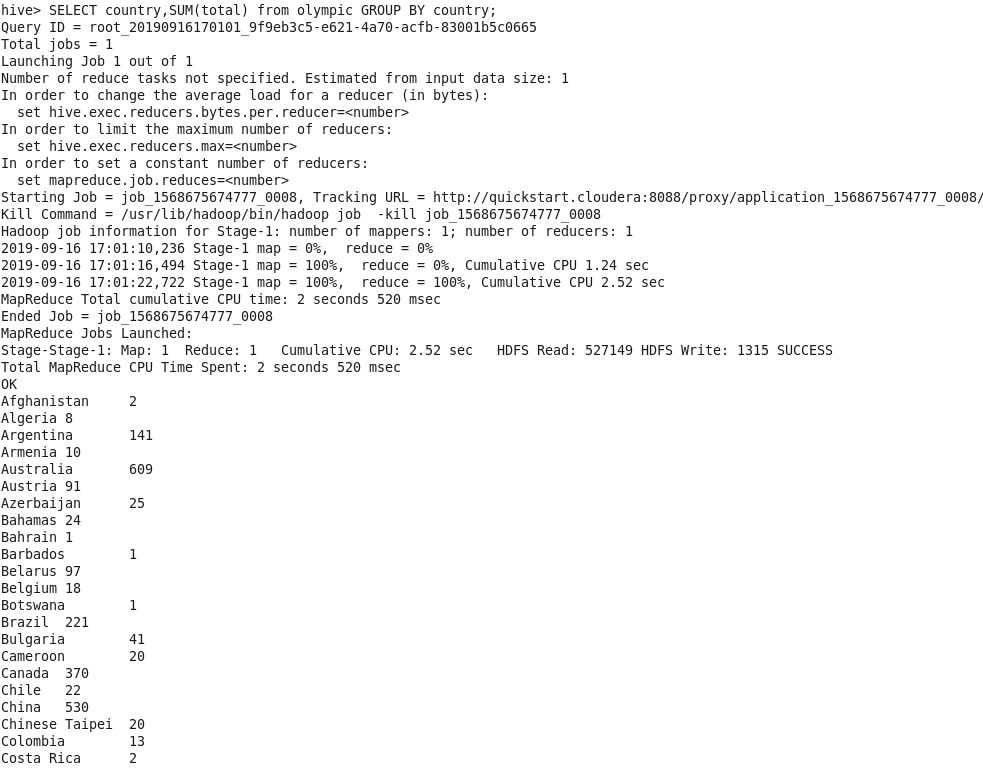 hive> SELECT country,SUM(total) from olympic GROUP BY country;
Query ID = root_20190916170101_9f9eb3c5-e621-4a70-acfb-83001b5c0665
Total jobs = 1
Launching Job 1 out of 1
Number of reduce tasks not specified. Estimated from input data size: 1
In order to change the average load for a reducer (in bytes):
  set hive.exec.reducers.bytes.per.reducer=<number>
In order to limit the maximum number of reducers:
  set hive.exec.reducers.max=<number>
In order to set a constant number of reducers:
  set mapreduce.job.reduces=<number>
Starting Job = job_1568675674777_0008, Tracking URL = http://quickstart.cloudera:8088/proxy/application_1568675674777_0008/
Kill Command = /usr/lib/hadoop/bin/hadoop job  -kill job_1568675674777_0008
Hadoop job information for Stage-1: number of mappers: 1; number of reducers: 1
2019-09-16 17:01:10,236 Stage-1 map = 0%,  reduce = 0%
2019-09-16 17:01:16,494 Stage-1 map = 100%,  reduce = 0%, Cumulative CPU 1.24 sec
2019-09-16 17:01:22,722 Stage-1 map = 100%,  reduce = 100%, Cumulative CPU 2.52 sec
MapReduce Total cumulative CPU time: 2 seconds 520 msec
Ended Job = job_1568675674777_0008
MapReduce Jobs Launched:
Stage-Stage-1: Map: 1  Reduce: 1   Cumulative CPU: 2.52 sec   HDFS Read: 527149 HDFS Write: 1315 SUCCESS
Total MapReduce CPU Time Spent: 2 seconds 520 msec
OK
Afghanistan     2
Algeria 8
Argentina       141
Armenia 10
Australia       609
Austria 91
Azerbaijan      25
Bahamas 24
Bahrain 1
Barbados        1
Belarus 97
Belgium 18
Botswana        1
Brazil  221
Bulgaria        41
Cameroon        20
Canada  370
Chile   22
China   530
Chinese Taipei  20
Colombia        13
Costa Rica      2